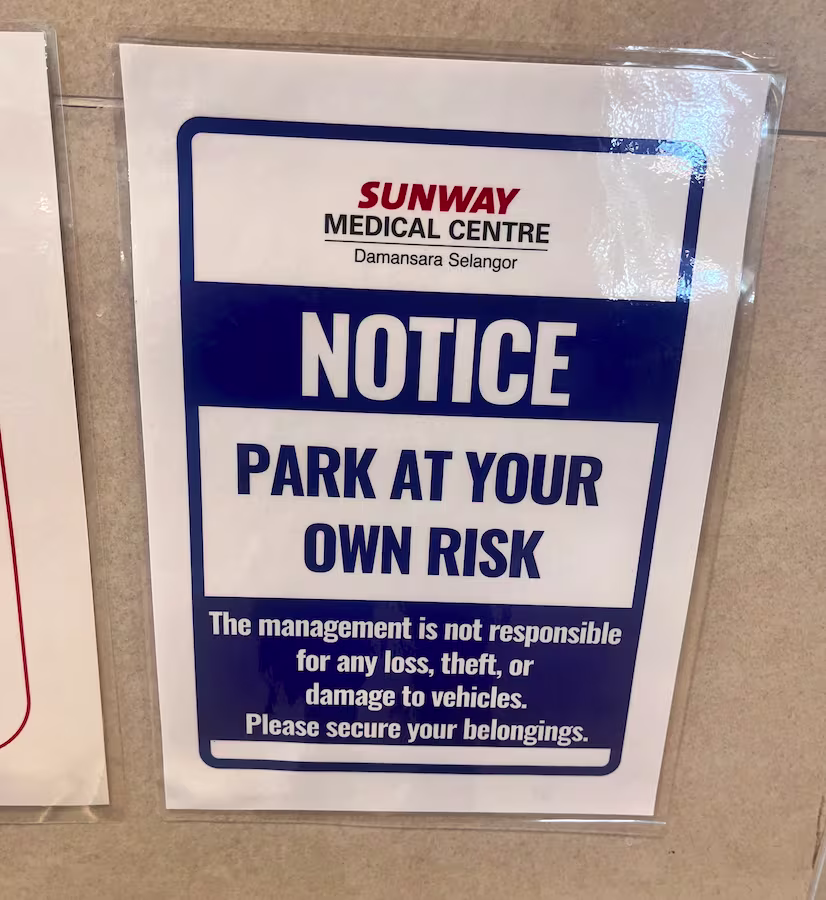 SUNWAY
MEDICAL CENTRE
Damansara Selangor
NOTICE
PARK AT YOUR
OWN RISK
The management is not responsible
for any loss, theft, or
damage to vehicles.
Please secure your belongings.